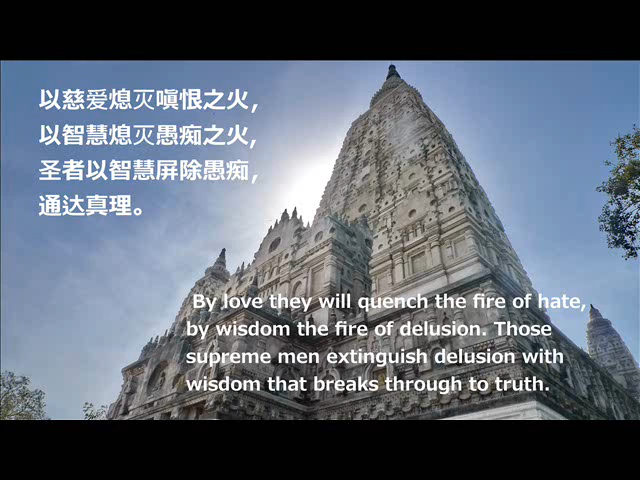 以慈爱熄灭嗔恨之火，
以智慧熄灭愚痴之火，
圣者以智慧屏除愚痴，
通达真理。
By love they will quench the fire of hate,
by wisdom the fire of delusion. Those
supreme men extinguish delusion with
wisdom that breaks through to truth.